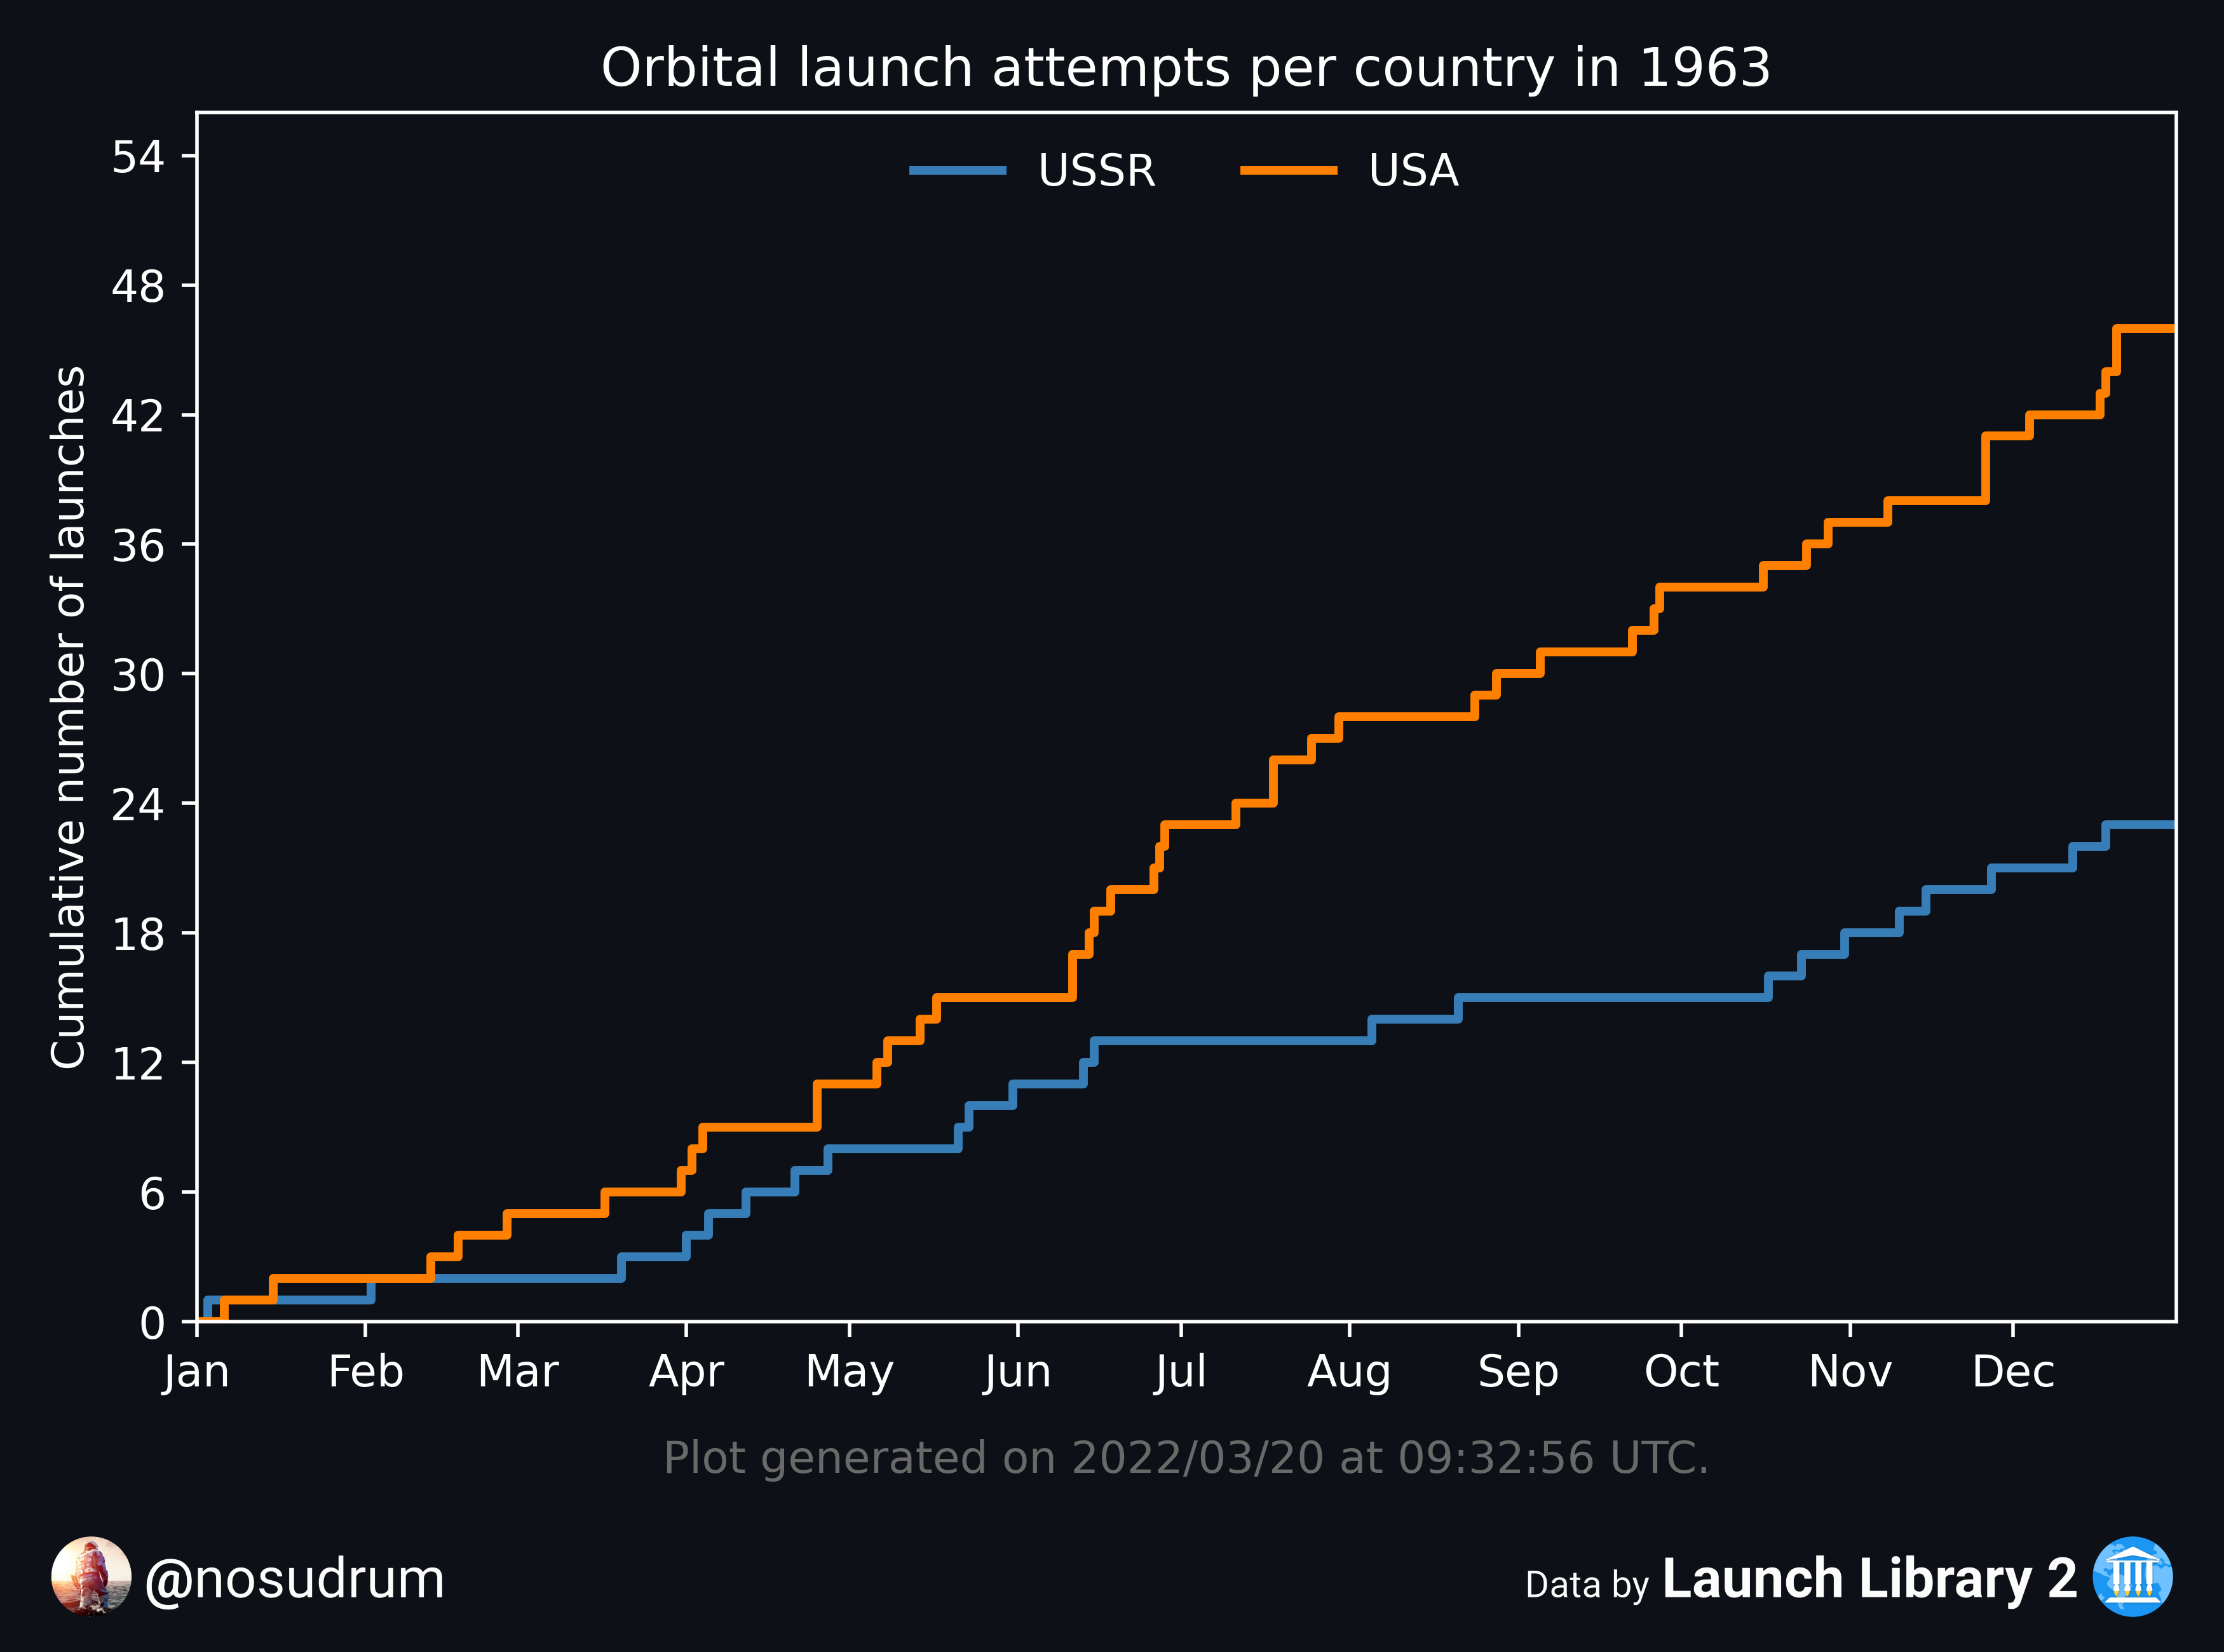 Orbital launch attempts per country in 1963
USSR USA
Cumulative number of launches
54
48
42
36
30
24
18
12
6
0
Jan Feb Mar Apr May Jun Jul Aug Sep Oct Nov Dec
Plot generated on 2022/03/20 at 09:32:56 UTC.
@nosudrum
Data by Launch Library 2